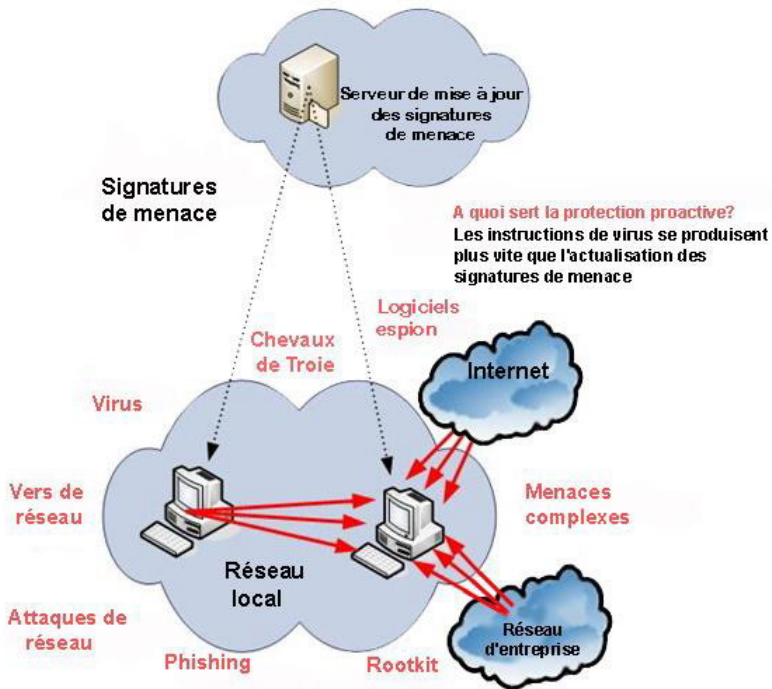 Serveur de mise à jour
des signatures
de menace
Signatures
de menace
A quoi sert la protection proactive?
Les instructions de virus se produisent
plus vite que l'actualisation des
signatures de menace
Logiciels
espion
Chevaux
de Troie
Internet
Virus
Vers de
réseau
Menaces
complexes
Réseau
local
Attaques de
réseau
Phishing
Rootkit
Réseau
d'entreprise